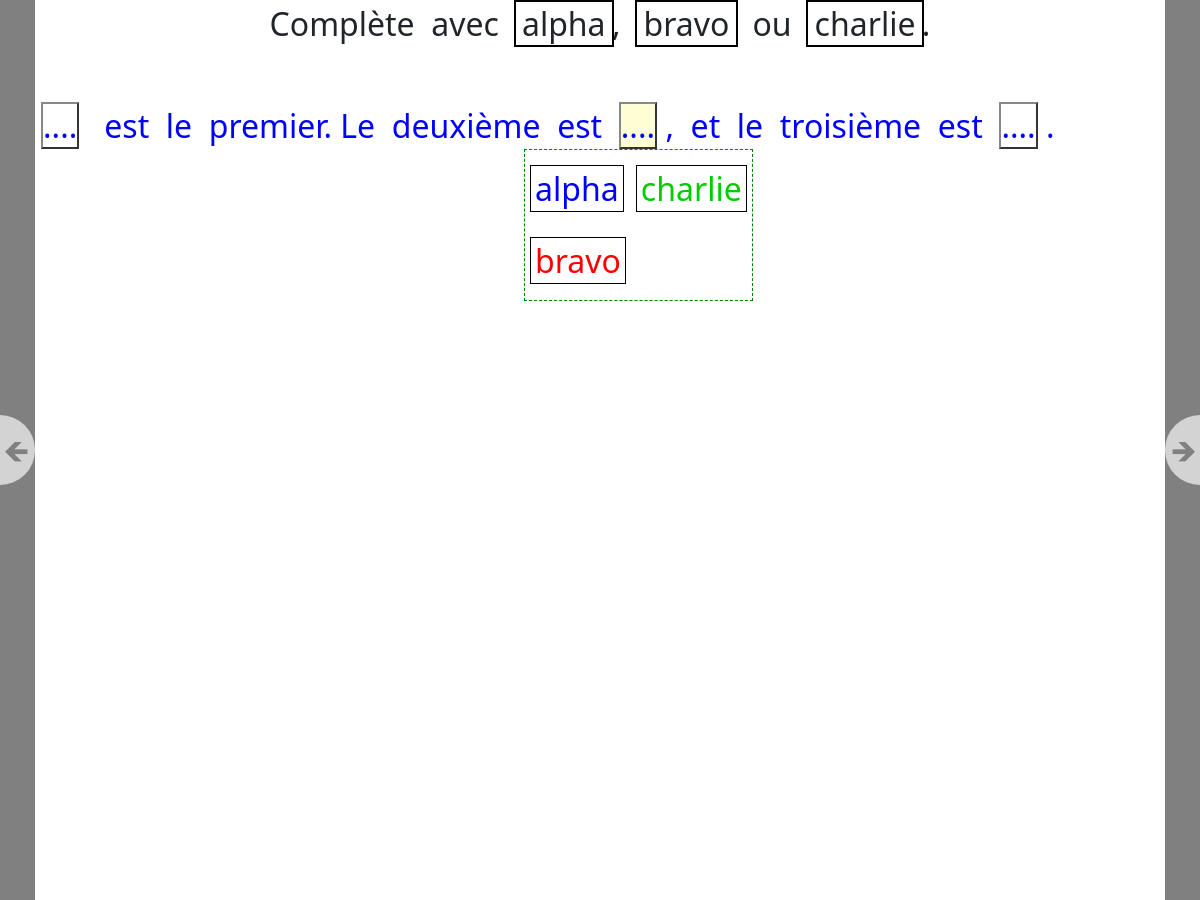 Complète avec alpha, bravo ou charlie.
.... est le premier. Le deuxième est ...., et le troisième est .... .
alpha charlie
bravo